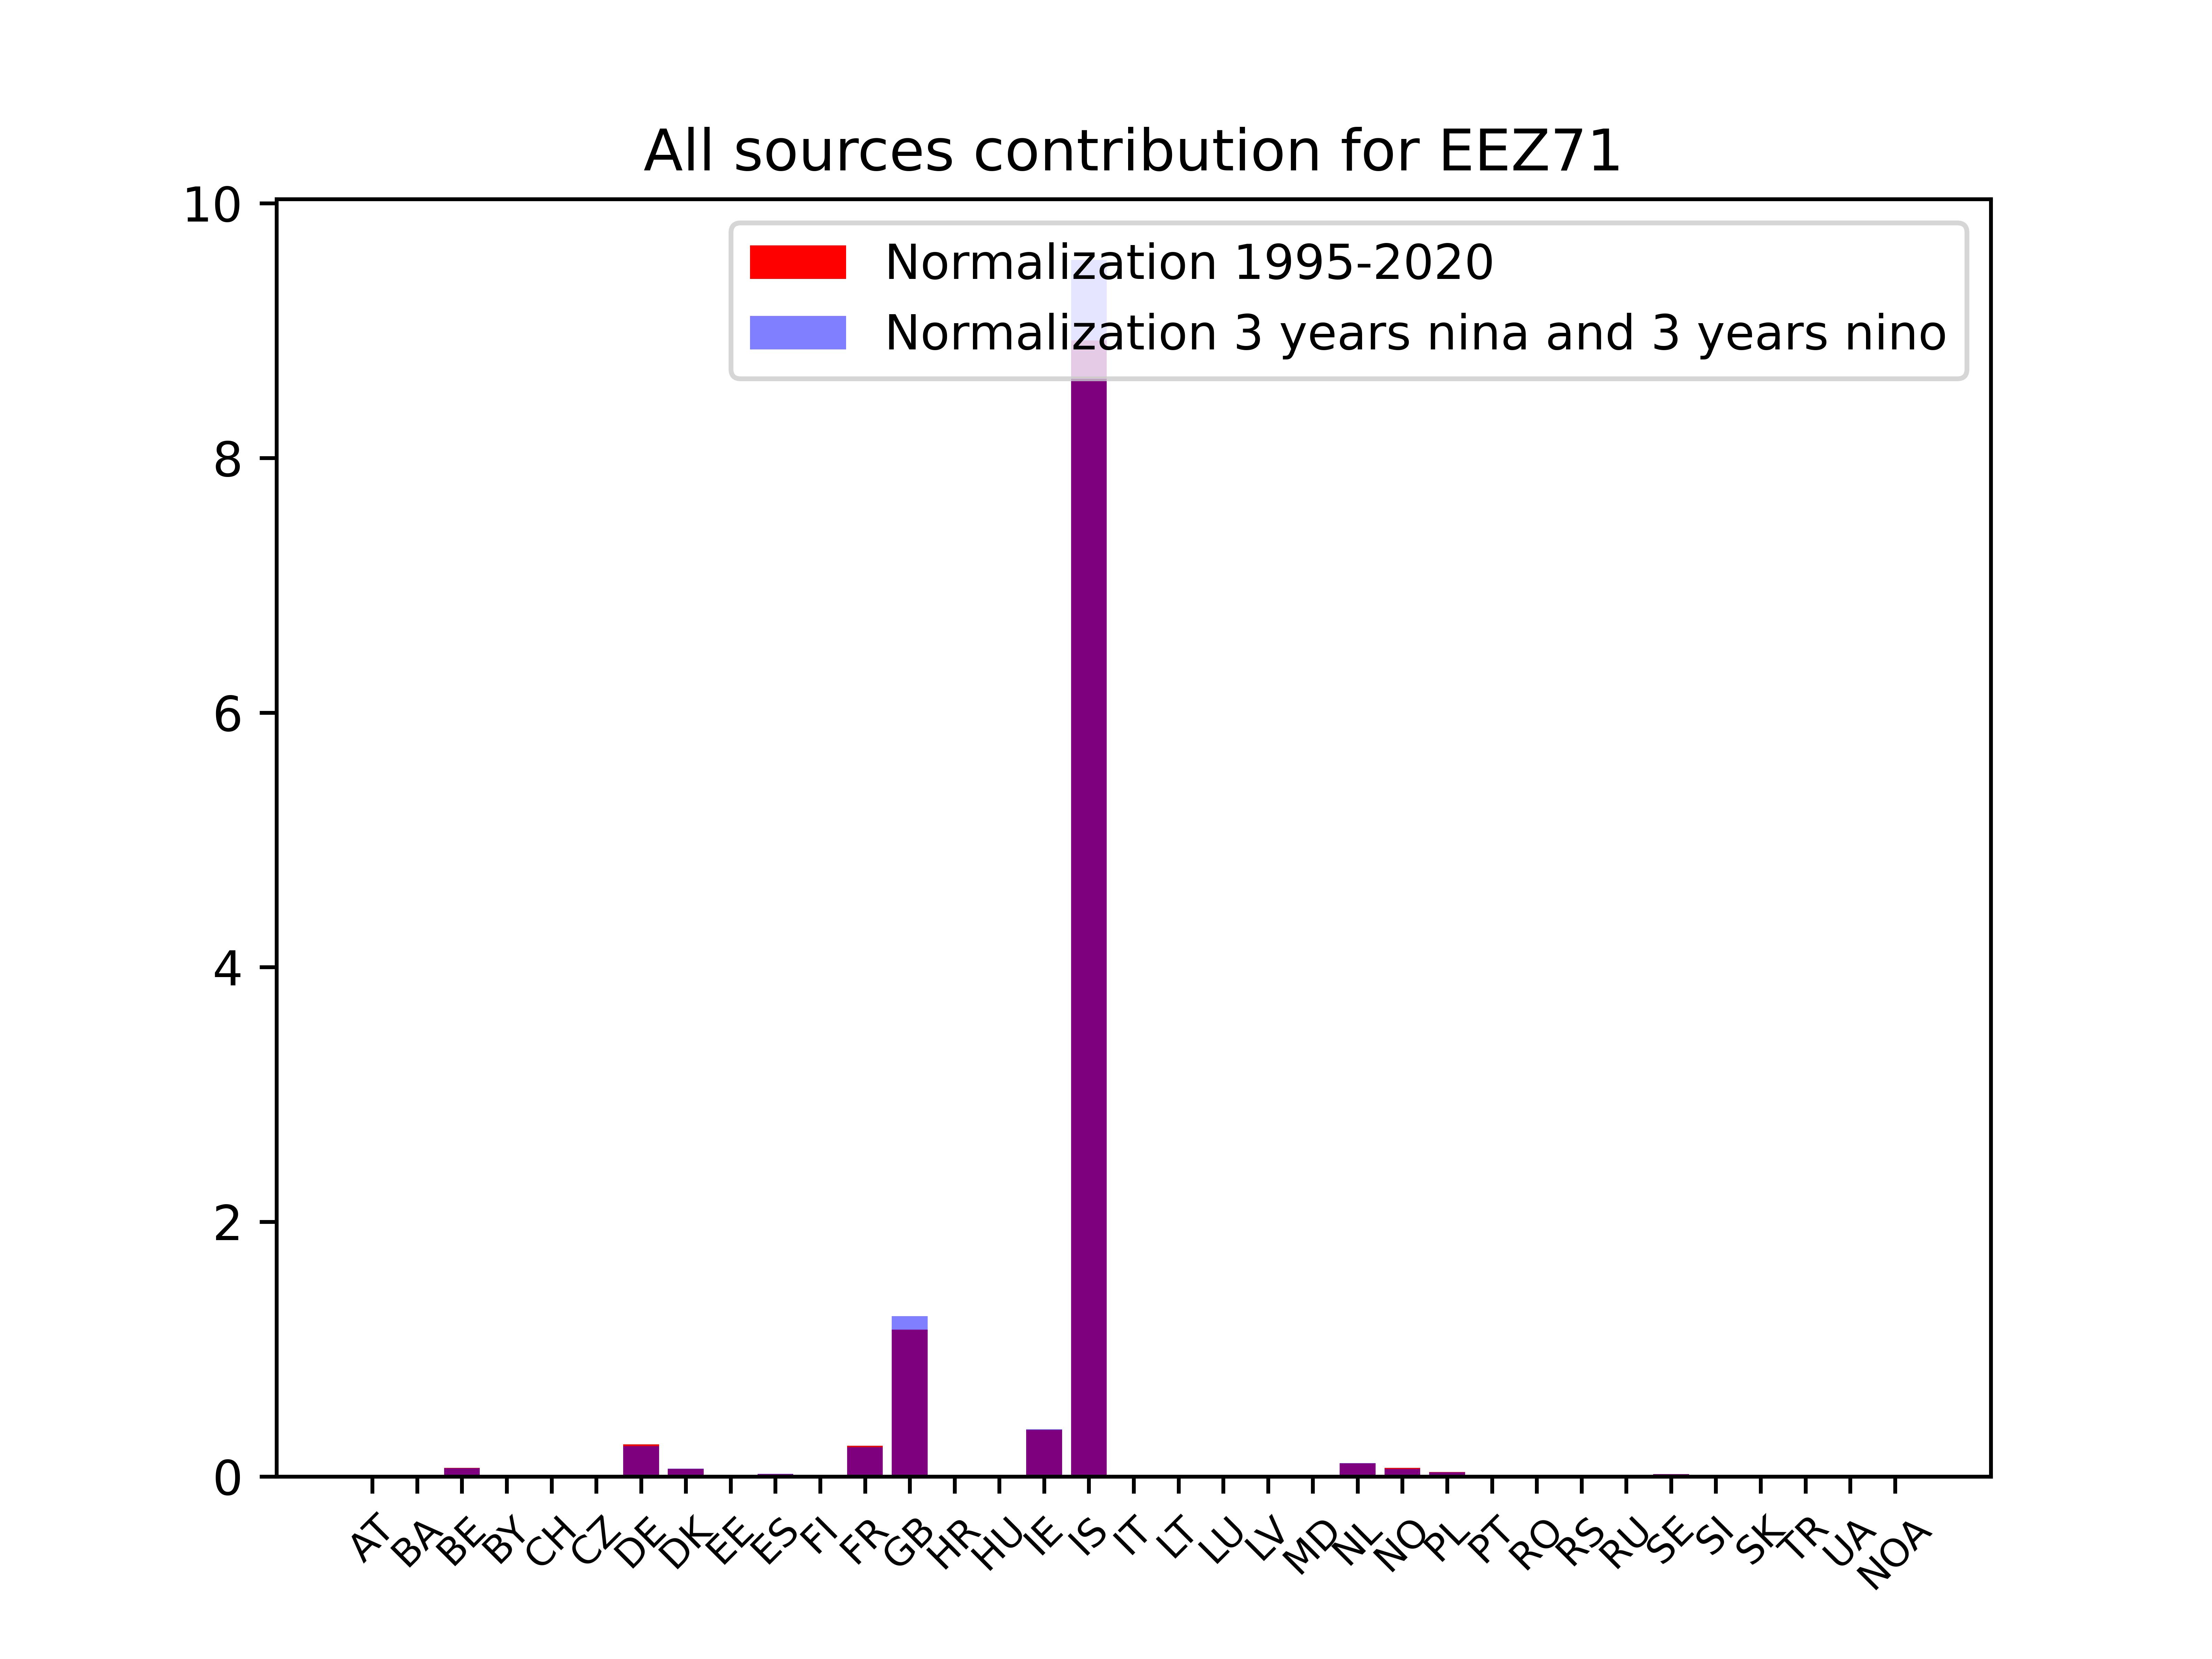 All sources contribution for EEZ71
10
Normalization 1995-2020
Normalization 3 years nina and 3 years nino
8
6
4
2
0
AT BA BE BY CH CZ DE DK EE ES FI FR GB HR HU IE IS IT LT LU LV MD NL NO PL PT RO RS RU SE SI SK TR UA NOA